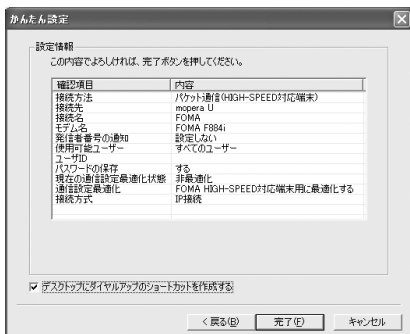 かんたん設定
設定情報
この内容でよろしければ、完了ボタンを押してください。
確認項目 内容
接続方法 パケット通信(HIGH-SPEED対応端末)
接続先 mopera U
接続名 FOMA
モデム名 FOMA F884i
発信者番号の通知 設定しない
使用可能ユーザー すべてのユーザー
ユーザID
パスワードの保存 する
現在の通信設定最適化状態 非最適化
通信設定最適化 FOMA HIGH-SPEED対応端末用に最適化する
接続方式 IP接続
デスクトップにダイヤルアップのショートカットを作成する
< 戻る(B) 完了(F) キャンセル